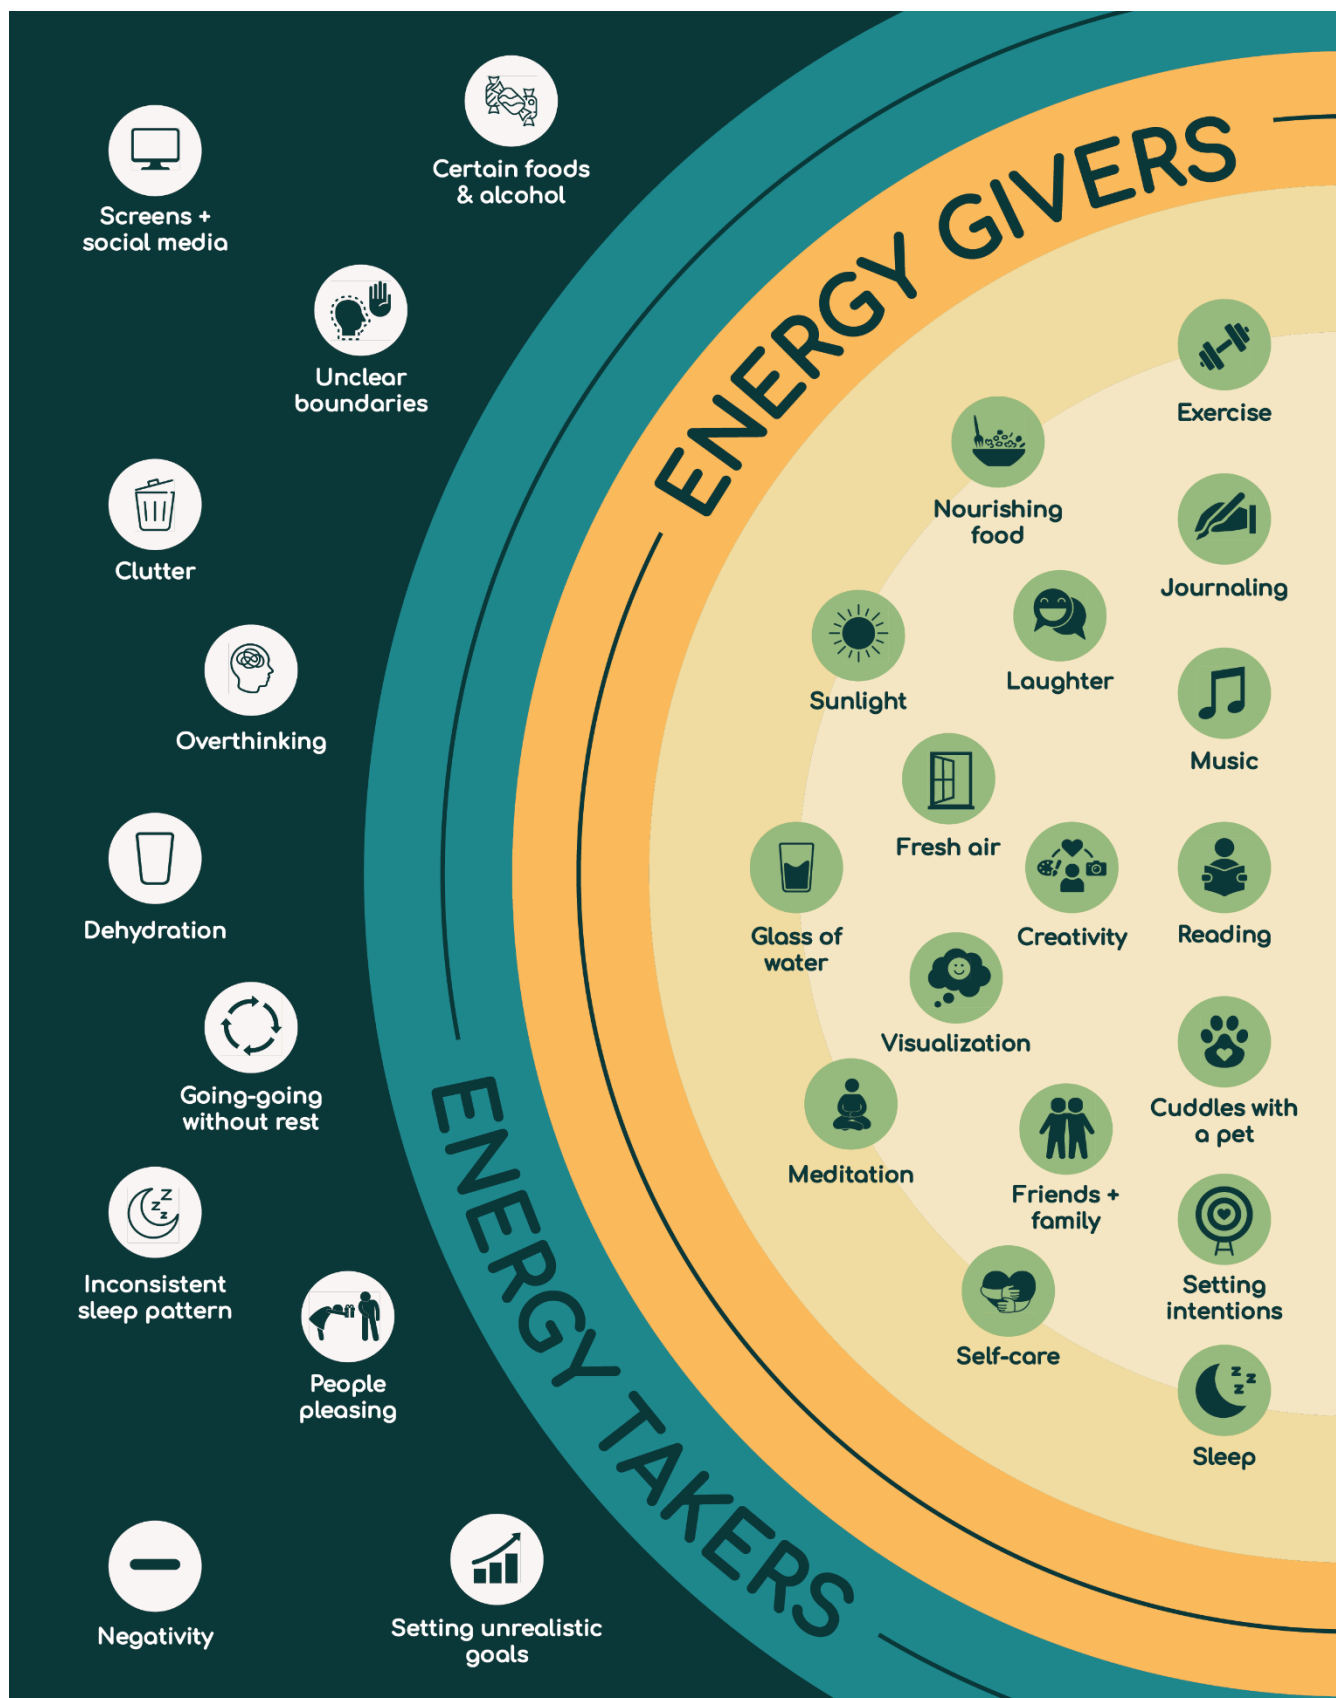 Certain foods
& alcohol
Screens +
social media
Unclear
boundaries
Clutter
Overthinking
Dehydration
Going-going
without rest
Inconsistent
sleep pattern
People
pleasing
Negativity
Setting unrealistic
goals
ENERGY TAKERS
ENERGY GIVERS
Exercise
Nourishing
food
Journaling
Laughter
Sunlight
Music
Fresh air
Glass of
water
Creativity
Reading
Visualization
Cuddles with
a pet
Meditation
Friends +
family
Setting
intentions
Self-care
Sleep
z z
z
Z
z
z